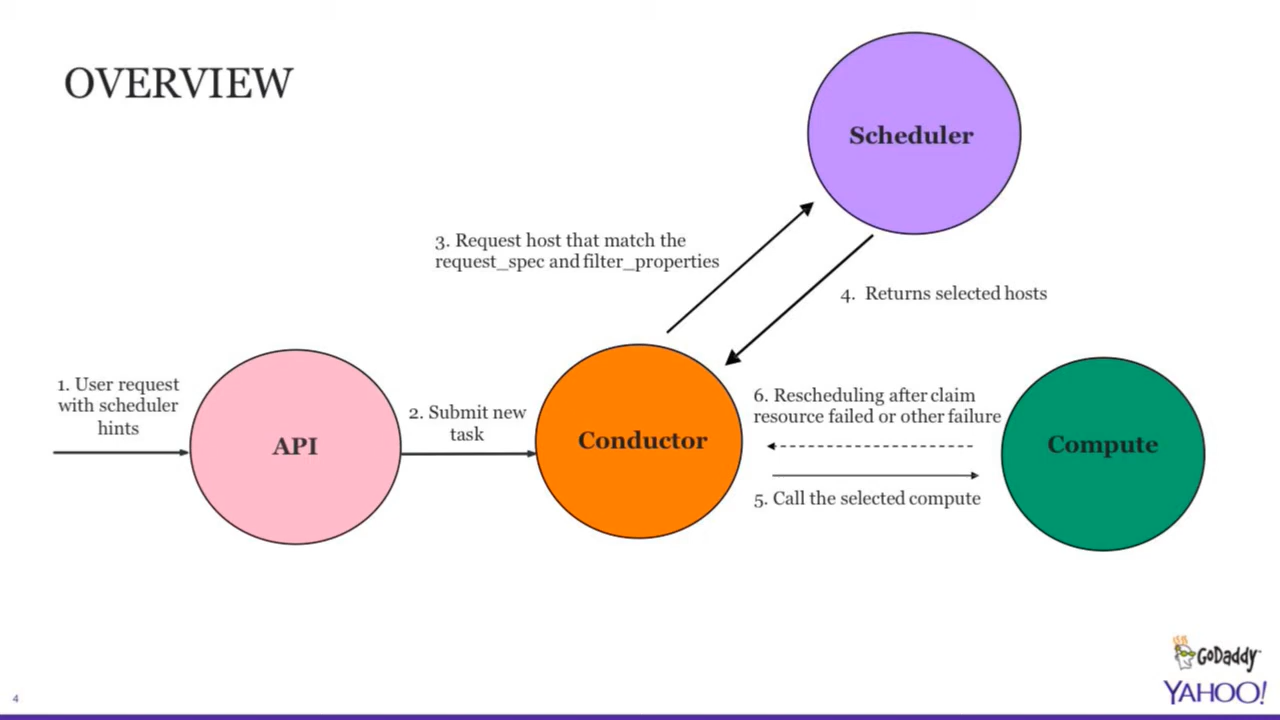 OVERVIEW
Scheduler
3. Request host that match the
request_spec and filter_properties
4. Returns selected hosts
1. User request
with scheduler
hints
API
2. Submit new
task
Conductor
6. Rescheduling after claim
resource failed or other failure
5. Call the selected compute
Compute
GoDaddy
YAHOO!
4